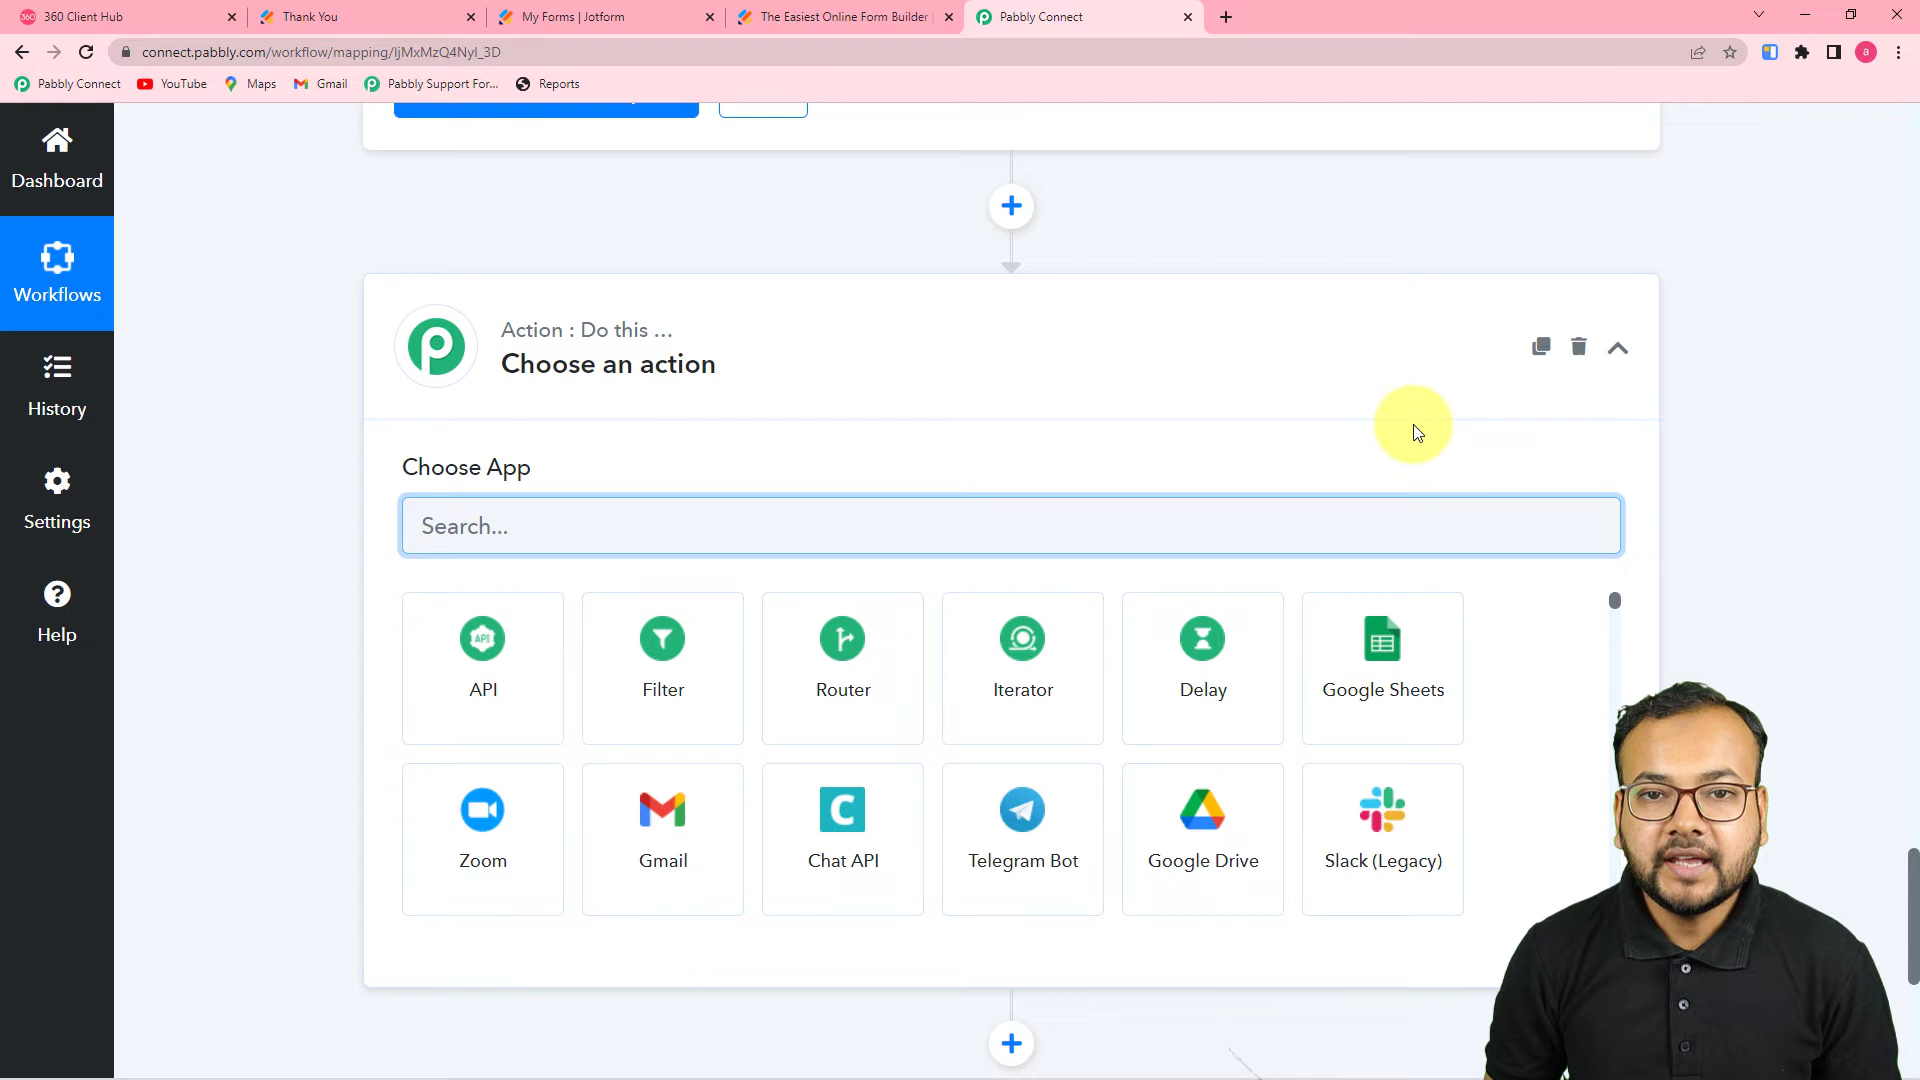 360 Client Hub
Thank You
My Forms | Jotform
The Easiest Online Form Builder
Pabbly Connect
connect.pabbly.com/workflow/mapping/IjMxMzQ4NyI_3D
a
Pabbly Connect
YouTube
Maps
Gmail
Pabbly Support For...
Reports
Dashboard
Workflows
History
Settings
Help
Action : Do this ...
Choose an action
Choose App
Search...
API
API
Filter
Router
Iterator
Delay
Google Sheets
Zoom
Gmail
Chat API
Telegram Bot
Google Drive
Slack (Legacy)